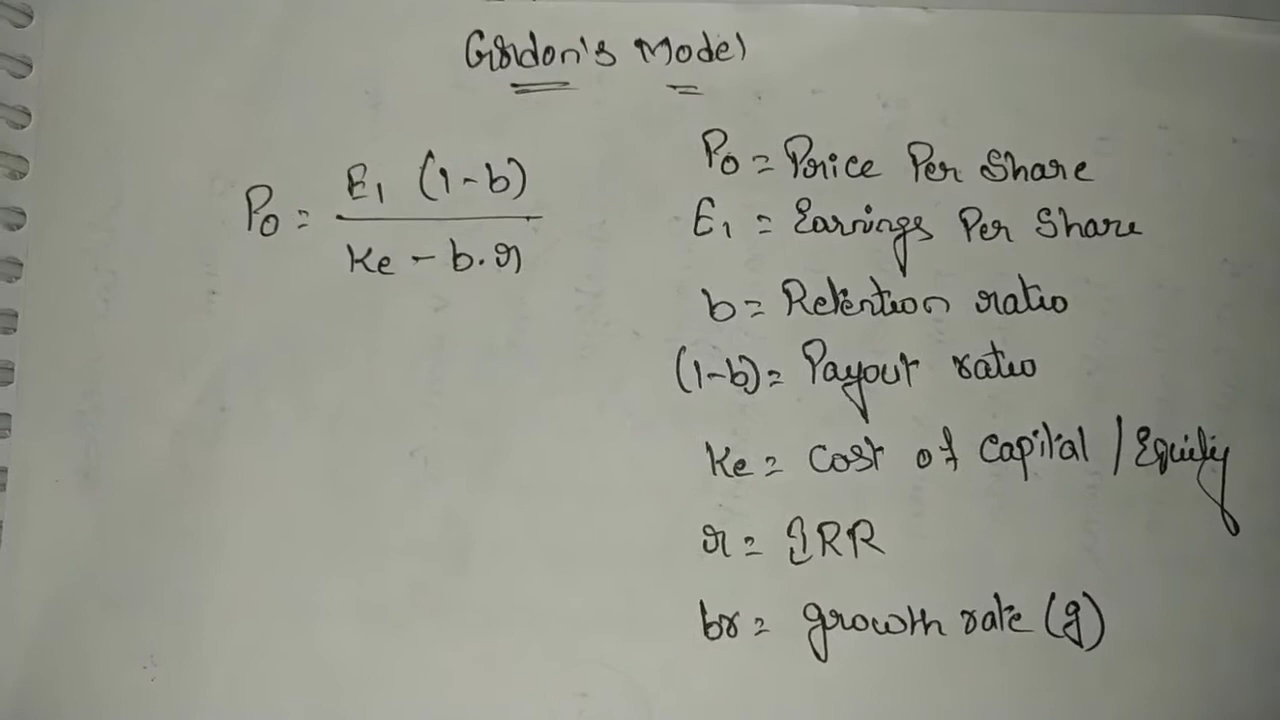 Gordon's Model
P0 = E1 (1-b) / Ke - b.r
P0 = Price Per Share
E1 = Earnings Per Share
b = Retention ratio
(1-b) = Payout ratio
Ke = Cost of Capital / Equity
r = IRR
br = growth rate (g)